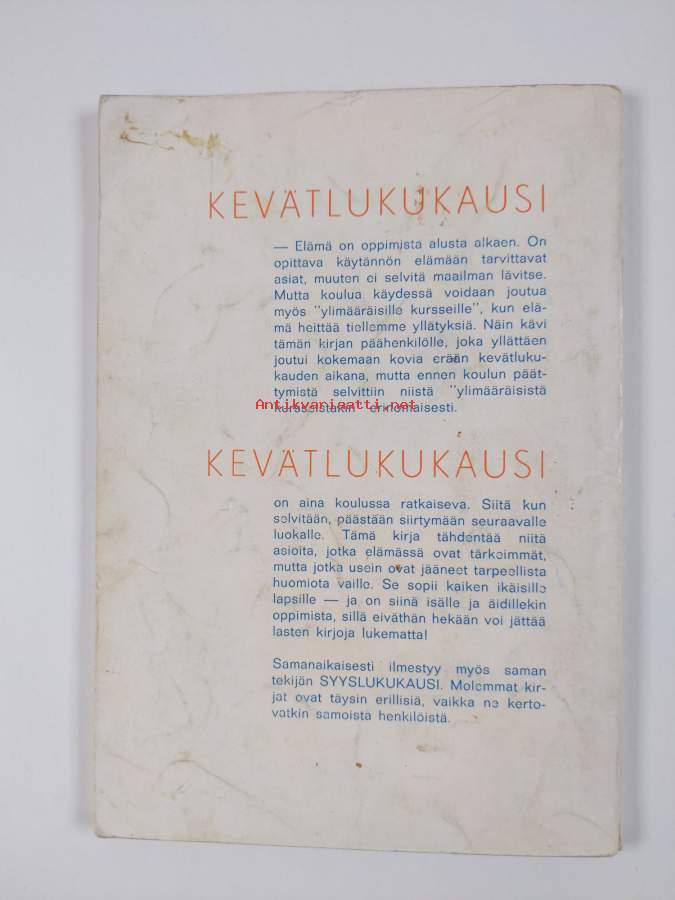 KEVÄTLUKUKAUSI
— Elämä on oppimista alusta alkaen. On
opittava käytännön elämään tarvittavat
asiat, muuten ei selvitä maailman lävitse.
Mutta koulua käydessä voidaan joutua
myös "ylimääräisille kursseille", kun elä-
mä heittää tiellemme yllätyksiä. Näin kävi
tämän kirjan päähenkilölle, joka yllättäen
joutui kokemaan kovia erään kevätluku-
kauden aikana, mutta ennen koulun päät-
tymistä selvittiin niistä "ylimääräisistä
Antikvariaatti.net
kursseistakin" erinomaisesti.
KEVÄTLUKUKAUSI
on aina koulussa ratkaiseva. Siitä kun
selvitään, päästään siirtymään seuraavalle
luokalle. Tämä kirja tähdentää niitä
asioita, jotka elämässä ovat tärkeimmät,
mutta jotka usein ovat jääneet tarpeellista
huomiota vaille. Se sopii kaiken ikäisille
lapsille — ja on siinä isälle ja äidillekin
oppimista, sillä eiväthän hekään voi jättää
lasten kirjoja lukematta!
Samanaikaisesti ilmestyy myös saman
tekijän SYYSLUKUKAUSI. Molemmat kir-
jat ovat täysin erillisiä, vaikka ne kerto-
vatkin samoista henkilöistä.